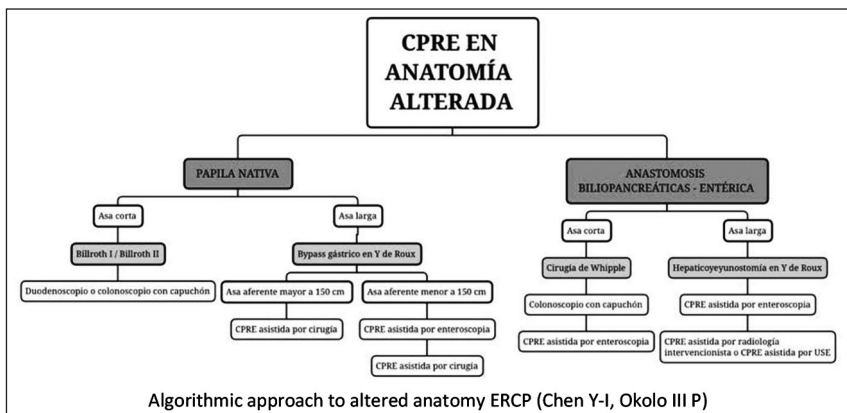 CPRE EN
ANATOMÍA
ALTERADA
PAPILA NATIVA
ANASTOMOSIS
BILIOPANCREÁTICAS - ENTÉRICA
Asa corta
Asa larga
Asa corta
Asa larga
Billroth I / Billroth II
Bypass gástrico en Y de Roux
Cirugía de Whipple
Hepaticoyeyunostomía en Y de Roux
Duodenoscopio o colonoscopio con capuchón
Asa aferente mayor a 150 cm
Asa aferente menor a 150 cm
Colonoscopio con capuchón
CPRE asistida por enteroscopia
CPRE asistida por cirugía
CPRE asistida por enteroscopia
CPRE asistida por enteroscopia
CPRE asistida por radiología
intervencionista o CPRE asistida por USE
CPRE asistida por cirugía
Algorithmic approach to altered anatomy ERCP (Chen Y-I, Okolo III P)